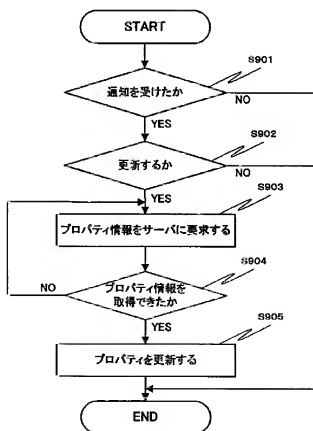 START
S901
通知を受けたか
NO
YES
S902
更新するか
NO
YES
S903
プロパティ情報をサーバに要求する
S904
プロパティ情報を
取得できたか
NO
YES
S905
プロパティを更新する
END